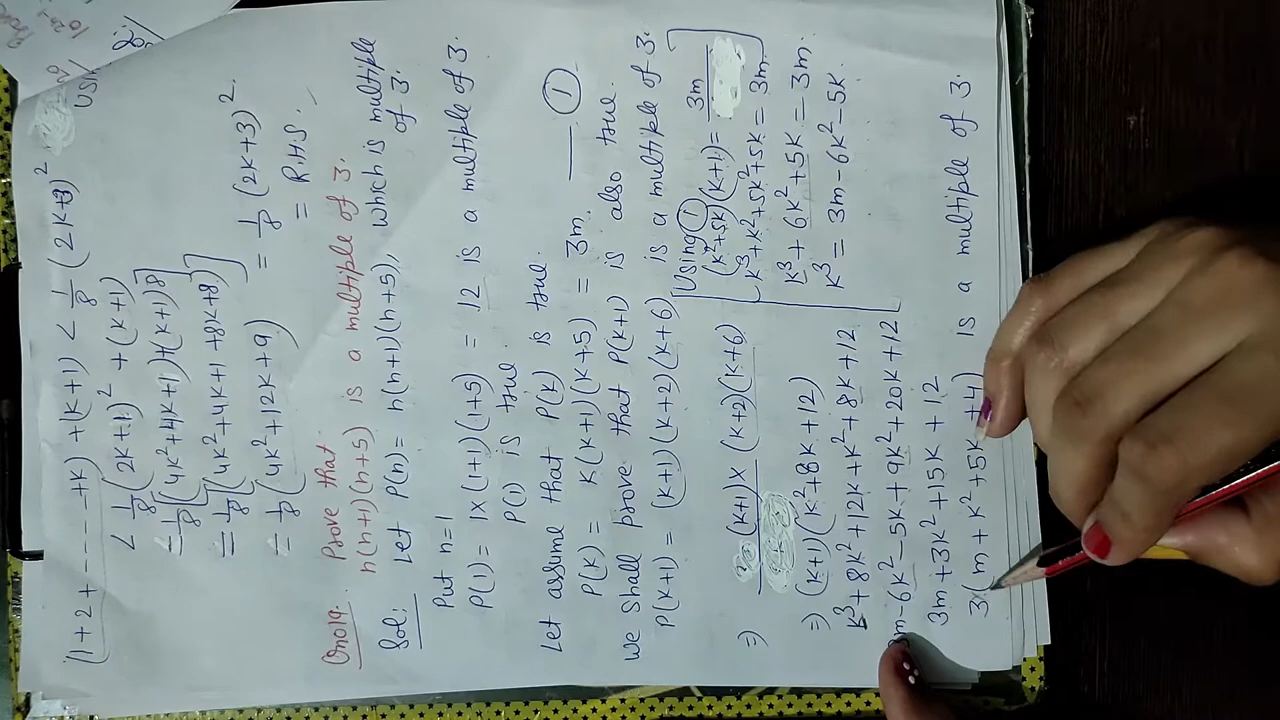 (1+2+-----+k)+(k+1) < 1/8 (2k+3)²
< 1/8 (2k+1)² + (k+1)
= 1/8 [(4k²+4k+1)+(k+1)8]
= 1/8 [(4k²+4k+1+8k+8)]
= 1/8 (4k²+12k+9) = 1/8 (2k+3)²
= R.H.S.
Qno19. Prove that
n(n+1)(n+5) is a multiple of 3.
Sol: Let P(n) = n(n+1)(n+5), which is multiple of 3.
Put n=1
P(1) = 1×(1+1)(1+5) = 12 is a multiple of 3.
P(1) is true.
Let assume that P(k) is true.
P(k) = k(k+1)(k+5) = 3m. — ①
we shall prove that P(k+1) is also true.
P(k+1) = (k+1)(k+2)(k+6) is a multiple of 3.
⇒ (k+1)×(k+2)(k+6)
⇒ (k+1)(k²+8k+12)
k³+8k²+12k+k²+8k+12
m-6k²-5k+9k²+20k+12
3m+3k²+15k+12
3(m+k²+5k+4) is a multiple of 3.
[Using ①
(k²+5k)(k+1) = 3m
k³+k²+5k²+5k = 3m
k³+6k²+5k = 3m.
k³ = 3m-6k²-5k.